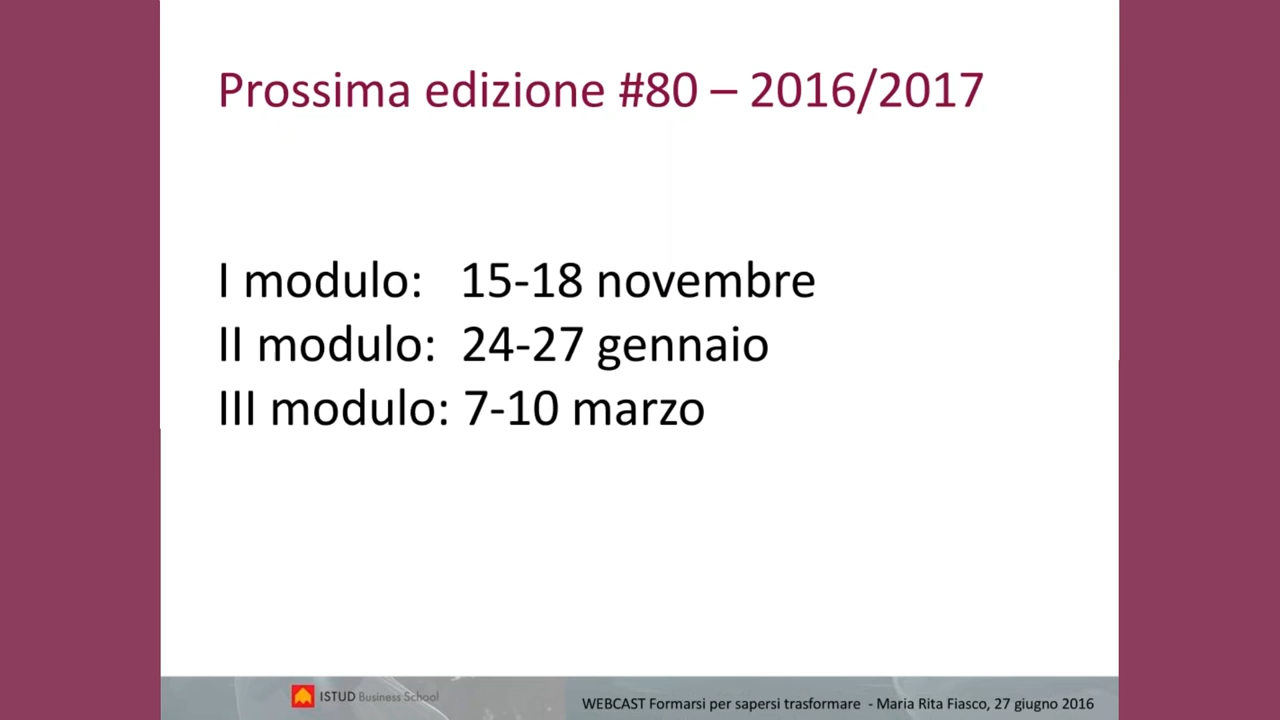 Prossima edizione #80 – 2016/2017
I modulo: 15-18 novembre
II modulo: 24-27 gennaio
III modulo: 7-10 marzo
ISTUD Business School
WEBCAST Formarsi per sapersi trasformare - Maria Rita Fiasco, 27 giugno 2016